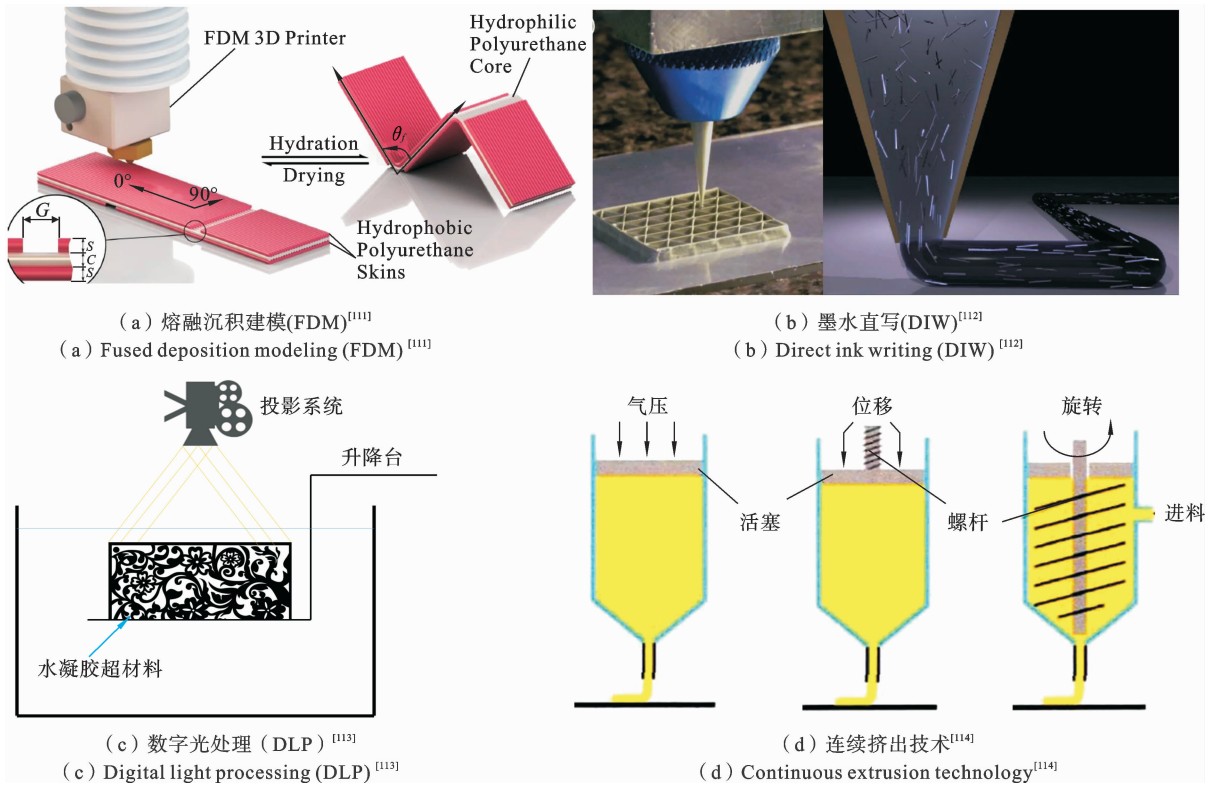 FDM 3D Printer
Hydrophilic
Polyurethane
Core
θf
Hydration
Drying
0°
90°
G
S
C
S
Hydrophobic
Polyurethane
Skins
(a)熔融沉积建模(FDM)[111]
(a) Fused deposition modeling (FDM) [111]
(b)墨水直写(DIW)[112]
(b) Direct ink writing (DIW) [112]
投影系统
升降台
水凝胶超材料
(c)数字光处理(DLP)[113]
(c) Digital light processing (DLP) [113]
气压
位移
旋转
活塞
螺杆
进料
(d)连续挤出技术[114]
(d) Continuous extrusion technology[114]